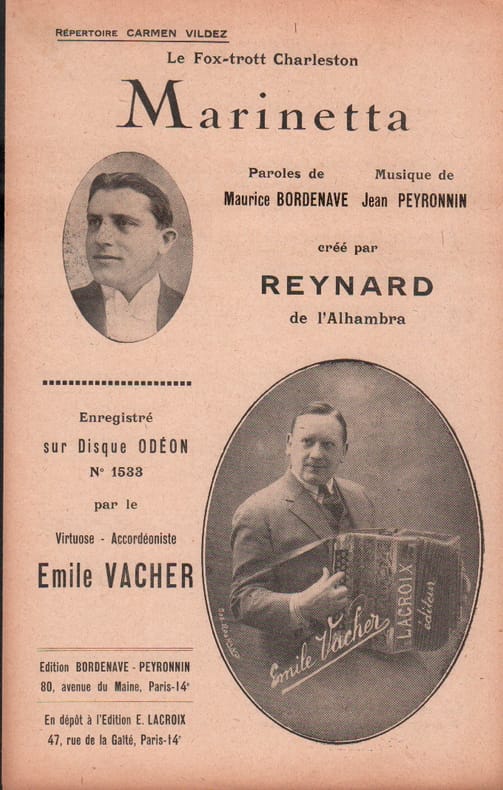 RÉPERTOIRE CARMEN VILDEZ
Le Fox-trott Charleston
Marinetta
Paroles de Musique de
Maurice BORDENAVE Jean PEYRONNIN
créé par
REYNARD
de l'Alhambra
Enregistré
sur Disque ODÉON
N° 1533
par le
Virtuose - Accordéoniste
Emile VACHER
Edition BORDENAVE - PEYRONNIN
80, avenue du Maine, Paris-14e
En dépôt à l'Edition E. LACROIX
47, rue de la Gaîté, Paris-14e
Emile Vacher
LACROIX
éditeur